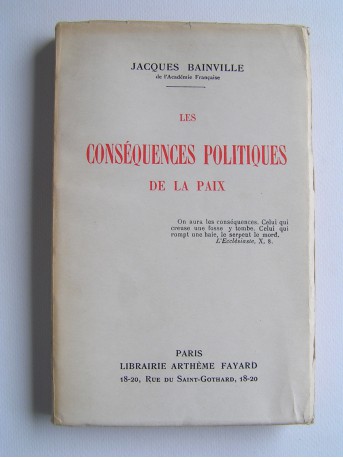 JACQUES BAINVILLE
de l'Académie Française
LES
CONSÉQUENCES POLITIQUES
DE LA PAIX
On aura les conséquences. Celui qui
creuse une fosse y tombe. Celui qui
rompt une haie, le serpent le mord.
L'Ecclésiaste, X, 8.
PARIS
LIBRAIRIE ARTHÈME FAYARD
18-20, RUE DU SAINT-GOTHARD, 18-20